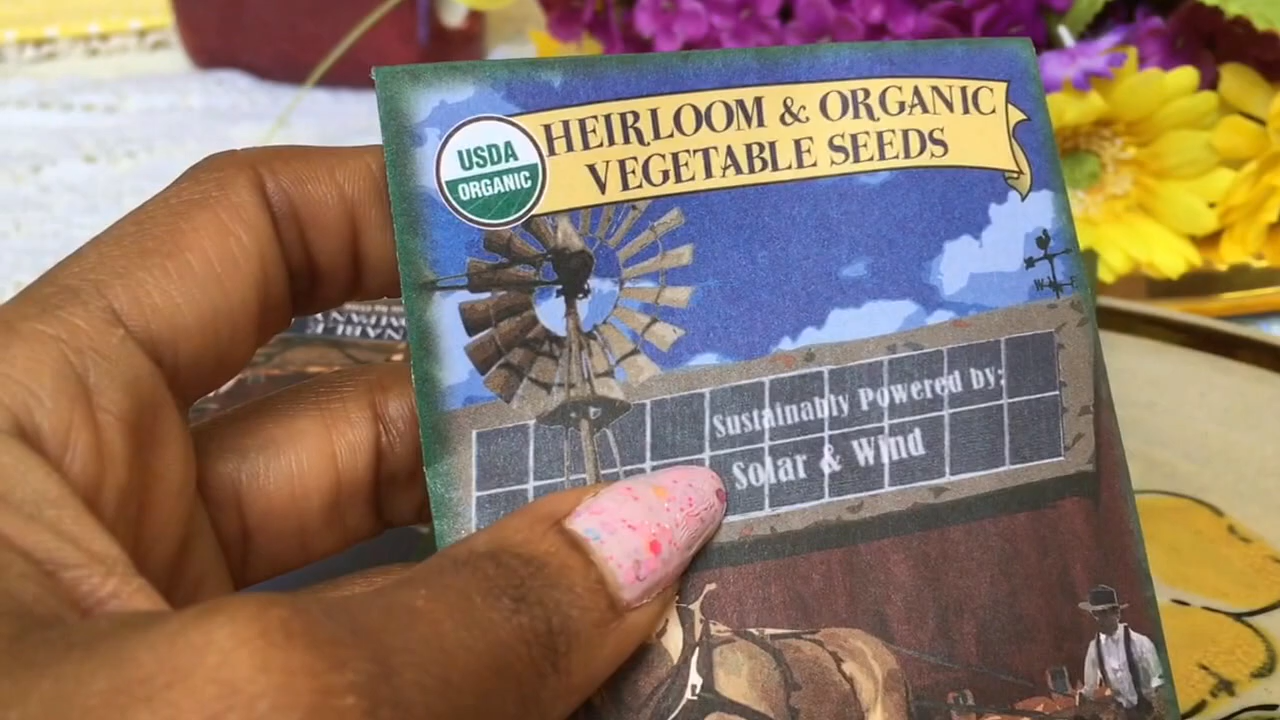 HEIRLOOM & ORGANIC
VEGETABLE SEEDS
USDA
ORGANIC
W
Sustainably Powered by:
Solar & Wind